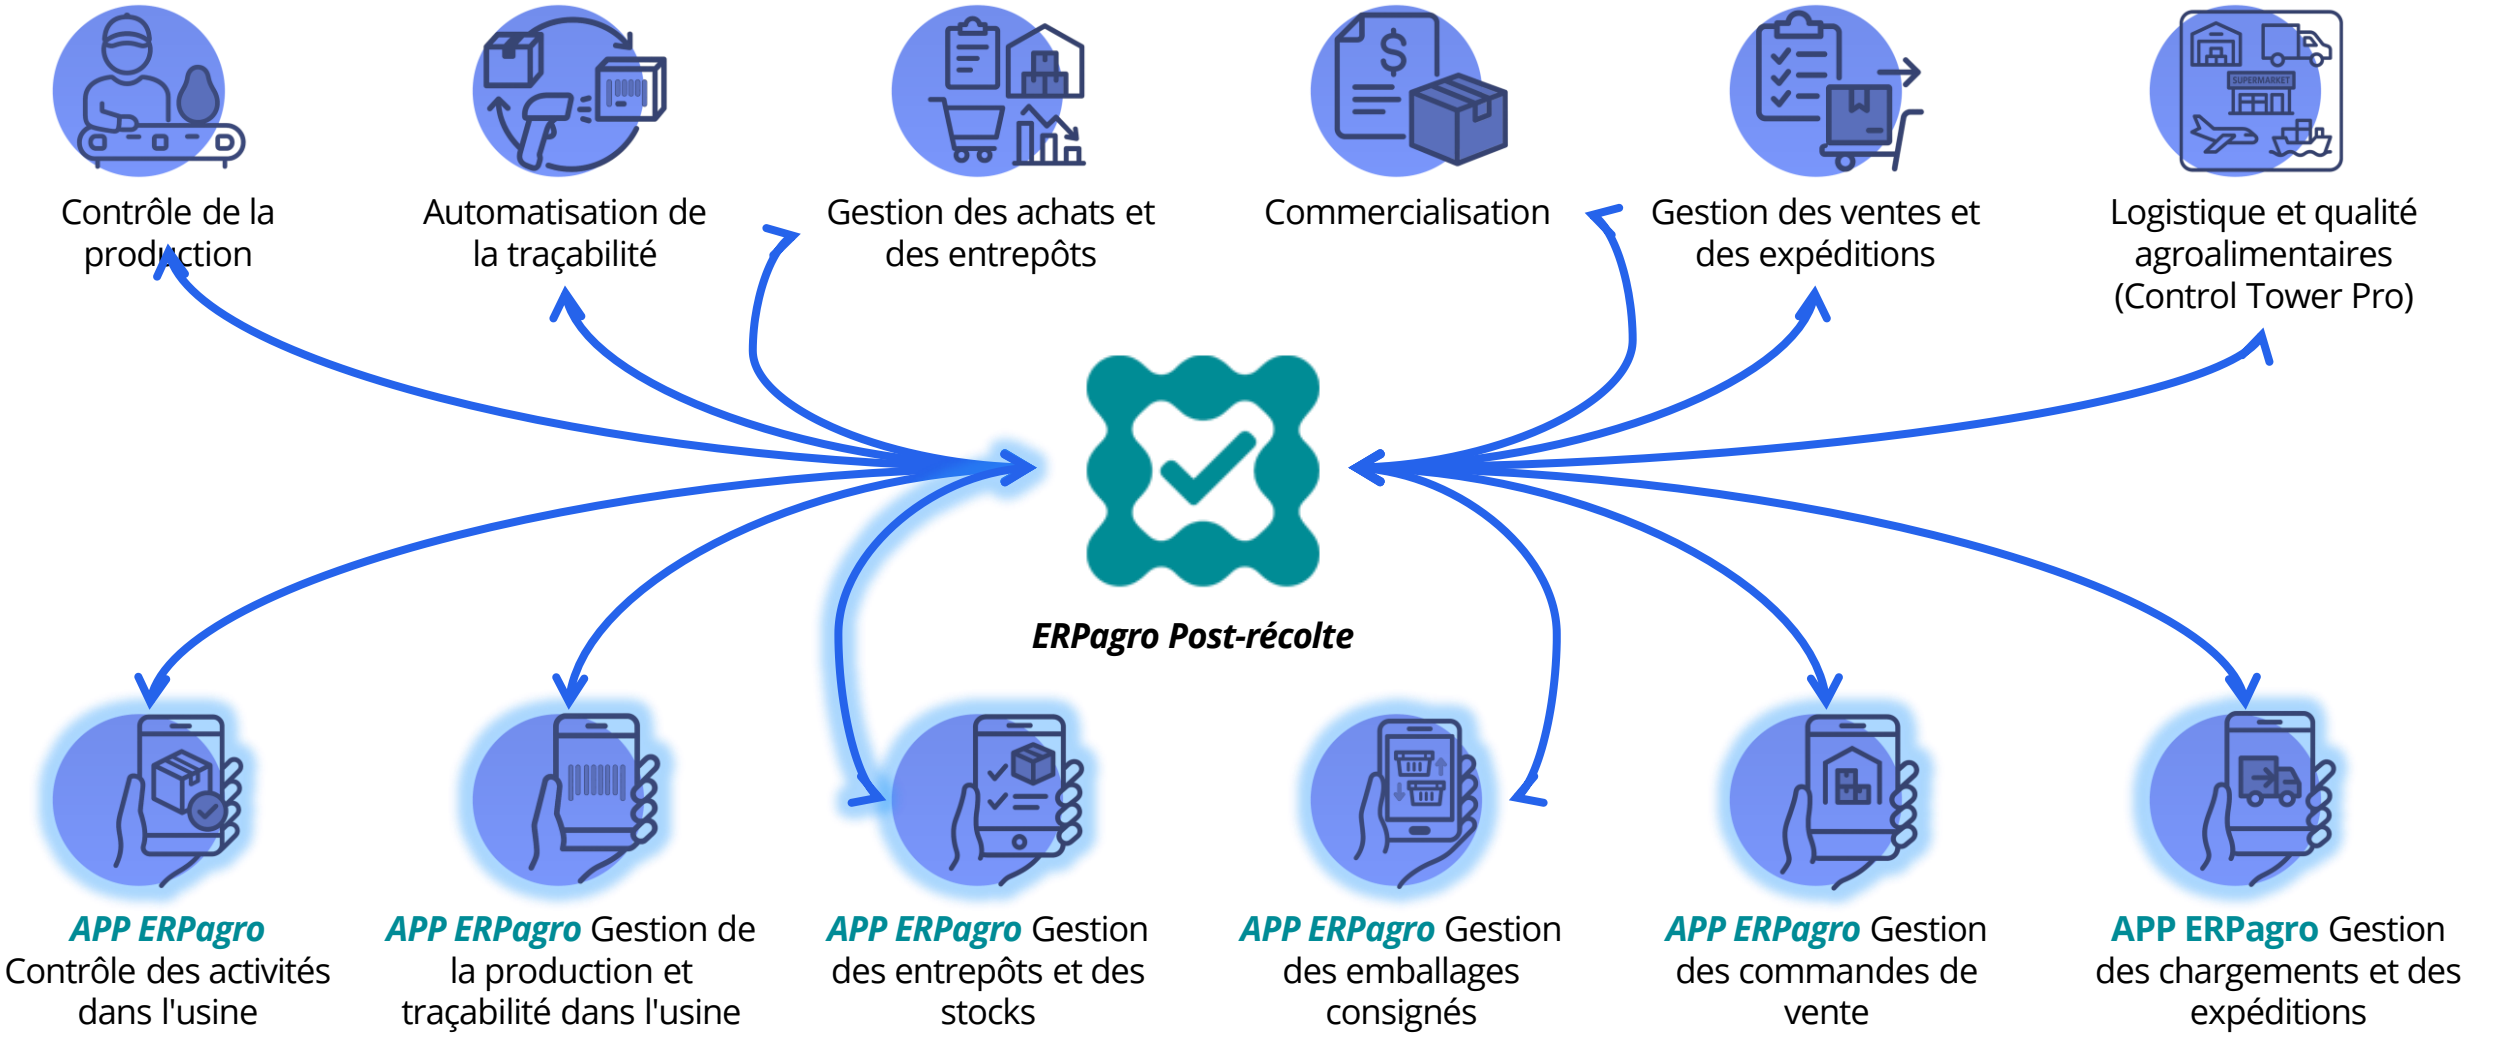 SUPERMARKET
Contrôle de la
production
Automatisation de
la traçabilité
Gestion des achats et
des entrepôts
Commercialisation
Gestion des ventes et
des expéditions
Logistique et qualité
agroalimentaires
(Control Tower Pro)
ERPagro Post-récolte
APP ERPagro
Contrôle des activités
dans l'usine
APP ERPagro Gestion de
la production et
traçabilité dans l'usine
APP ERPagro Gestion
des entrepôts et des
stocks
APP ERPagro Gestion
des emballages
consignés
APP ERPagro Gestion
des commandes de
vente
APP ERPagro Gestion
des chargements et des
expéditions